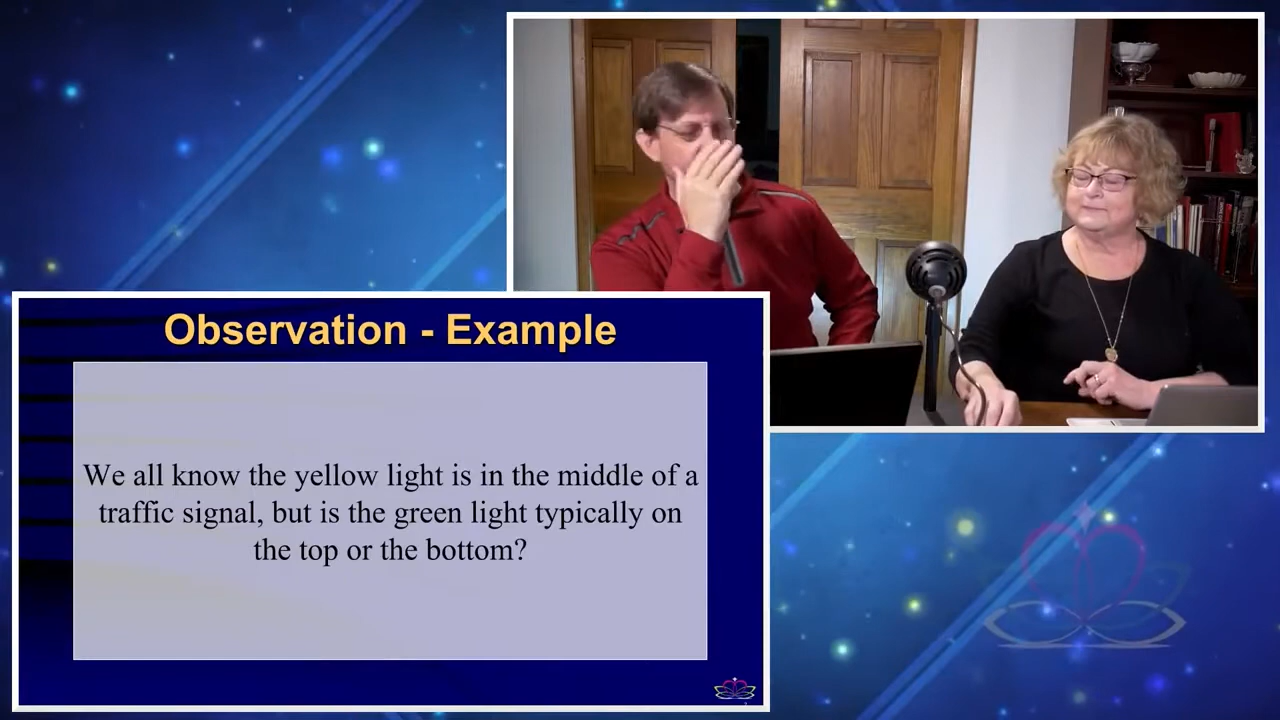 Observation - Example
We all know the yellow light is in the middle of a
traffic signal, but is the green light typically on
the top or the bottom?